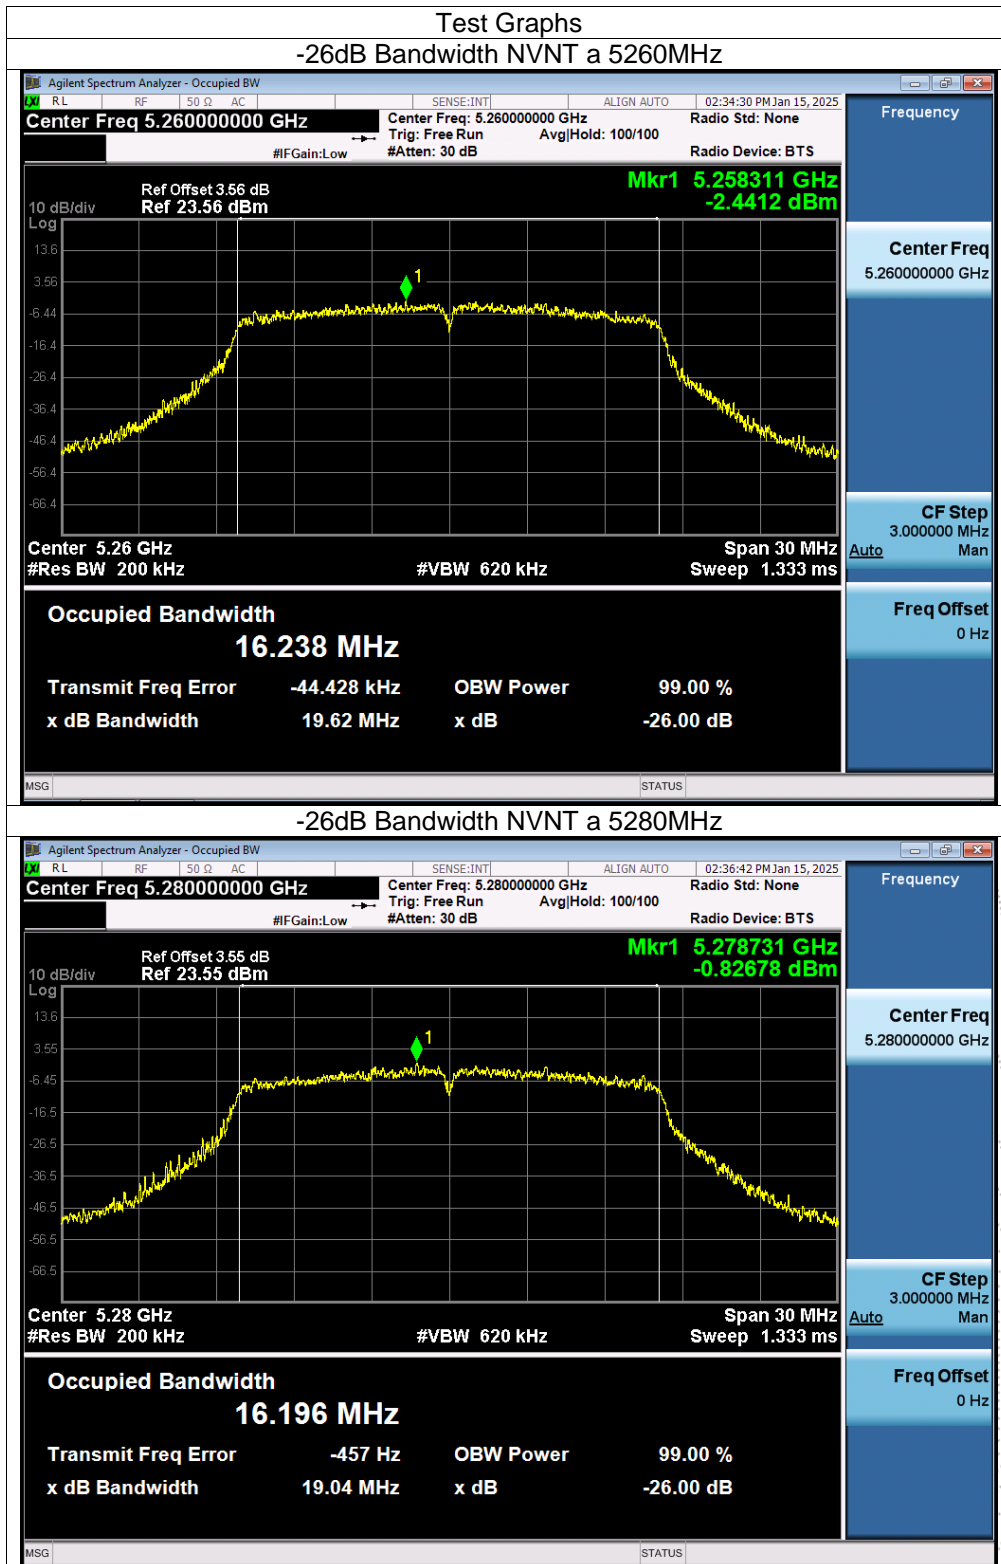 Test Graphs
-26dB Bandwidth NVNT a 5260MHz
Agilent Spectrum Analyzer - Occupied BW
LXI RL RF 50 Ω AC SENSE:INT ALIGN AUTO 02:34:30 PM Jan 15, 2025
Center Freq 5.260000000 GHz
Center Freq: 5.260000000 GHz
Radio Std: None
Trig: Free Run Avg|Hold: 100/100
#IFGain:Low #Atten: 30 dB Radio Device: BTS
Frequency
Mkr1 5.258311 GHz
-2.4412 dBm
Ref Offset 3.56 dB
10 dB/div Ref 23.56 dBm
Log
13.6
3.56
-6.44
-16.4
-26.4
-36.4
-46.4
-56.4
-66.4
1
Center Freq
5.260000000 GHz
Center 5.26 GHz Span 30 MHz
#Res BW 200 kHz #VBW 620 kHz Sweep 1.333 ms
CF Step
3.000000 MHz
Auto Man
Freq Offset
0 Hz
Occupied Bandwidth
16.238 MHz
Transmit Freq Error -44.428 kHz OBW Power 99.00 %
x dB Bandwidth 19.62 MHz x dB -26.00 dB
MSG STATUS
-26dB Bandwidth NVNT a 5280MHz
Agilent Spectrum Analyzer - Occupied BW
LXI RL RF 50 Ω AC SENSE:INT ALIGN AUTO 02:36:42 PM Jan 15, 2025
Center Freq 5.280000000 GHz
Center Freq: 5.280000000 GHz
Radio Std: None
Trig: Free Run Avg|Hold: 100/100
#IFGain:Low #Atten: 30 dB Radio Device: BTS
Frequency
Mkr1 5.278731 GHz
-0.82678 dBm
Ref Offset 3.55 dB
10 dB/div Ref 23.55 dBm
Log
13.6
3.55
-6.45
-16.5
-26.5
-36.5
-46.5
-56.5
-66.5
1
Center Freq
5.280000000 GHz
Center 5.28 GHz Span 30 MHz
#Res BW 200 kHz #VBW 620 kHz Sweep 1.333 ms
CF Step
3.000000 MHz
Auto Man
Freq Offset
0 Hz
Occupied Bandwidth
16.196 MHz
Transmit Freq Error -457 Hz OBW Power 99.00 %
x dB Bandwidth 19.04 MHz x dB -26.00 dB
MSG STATUS